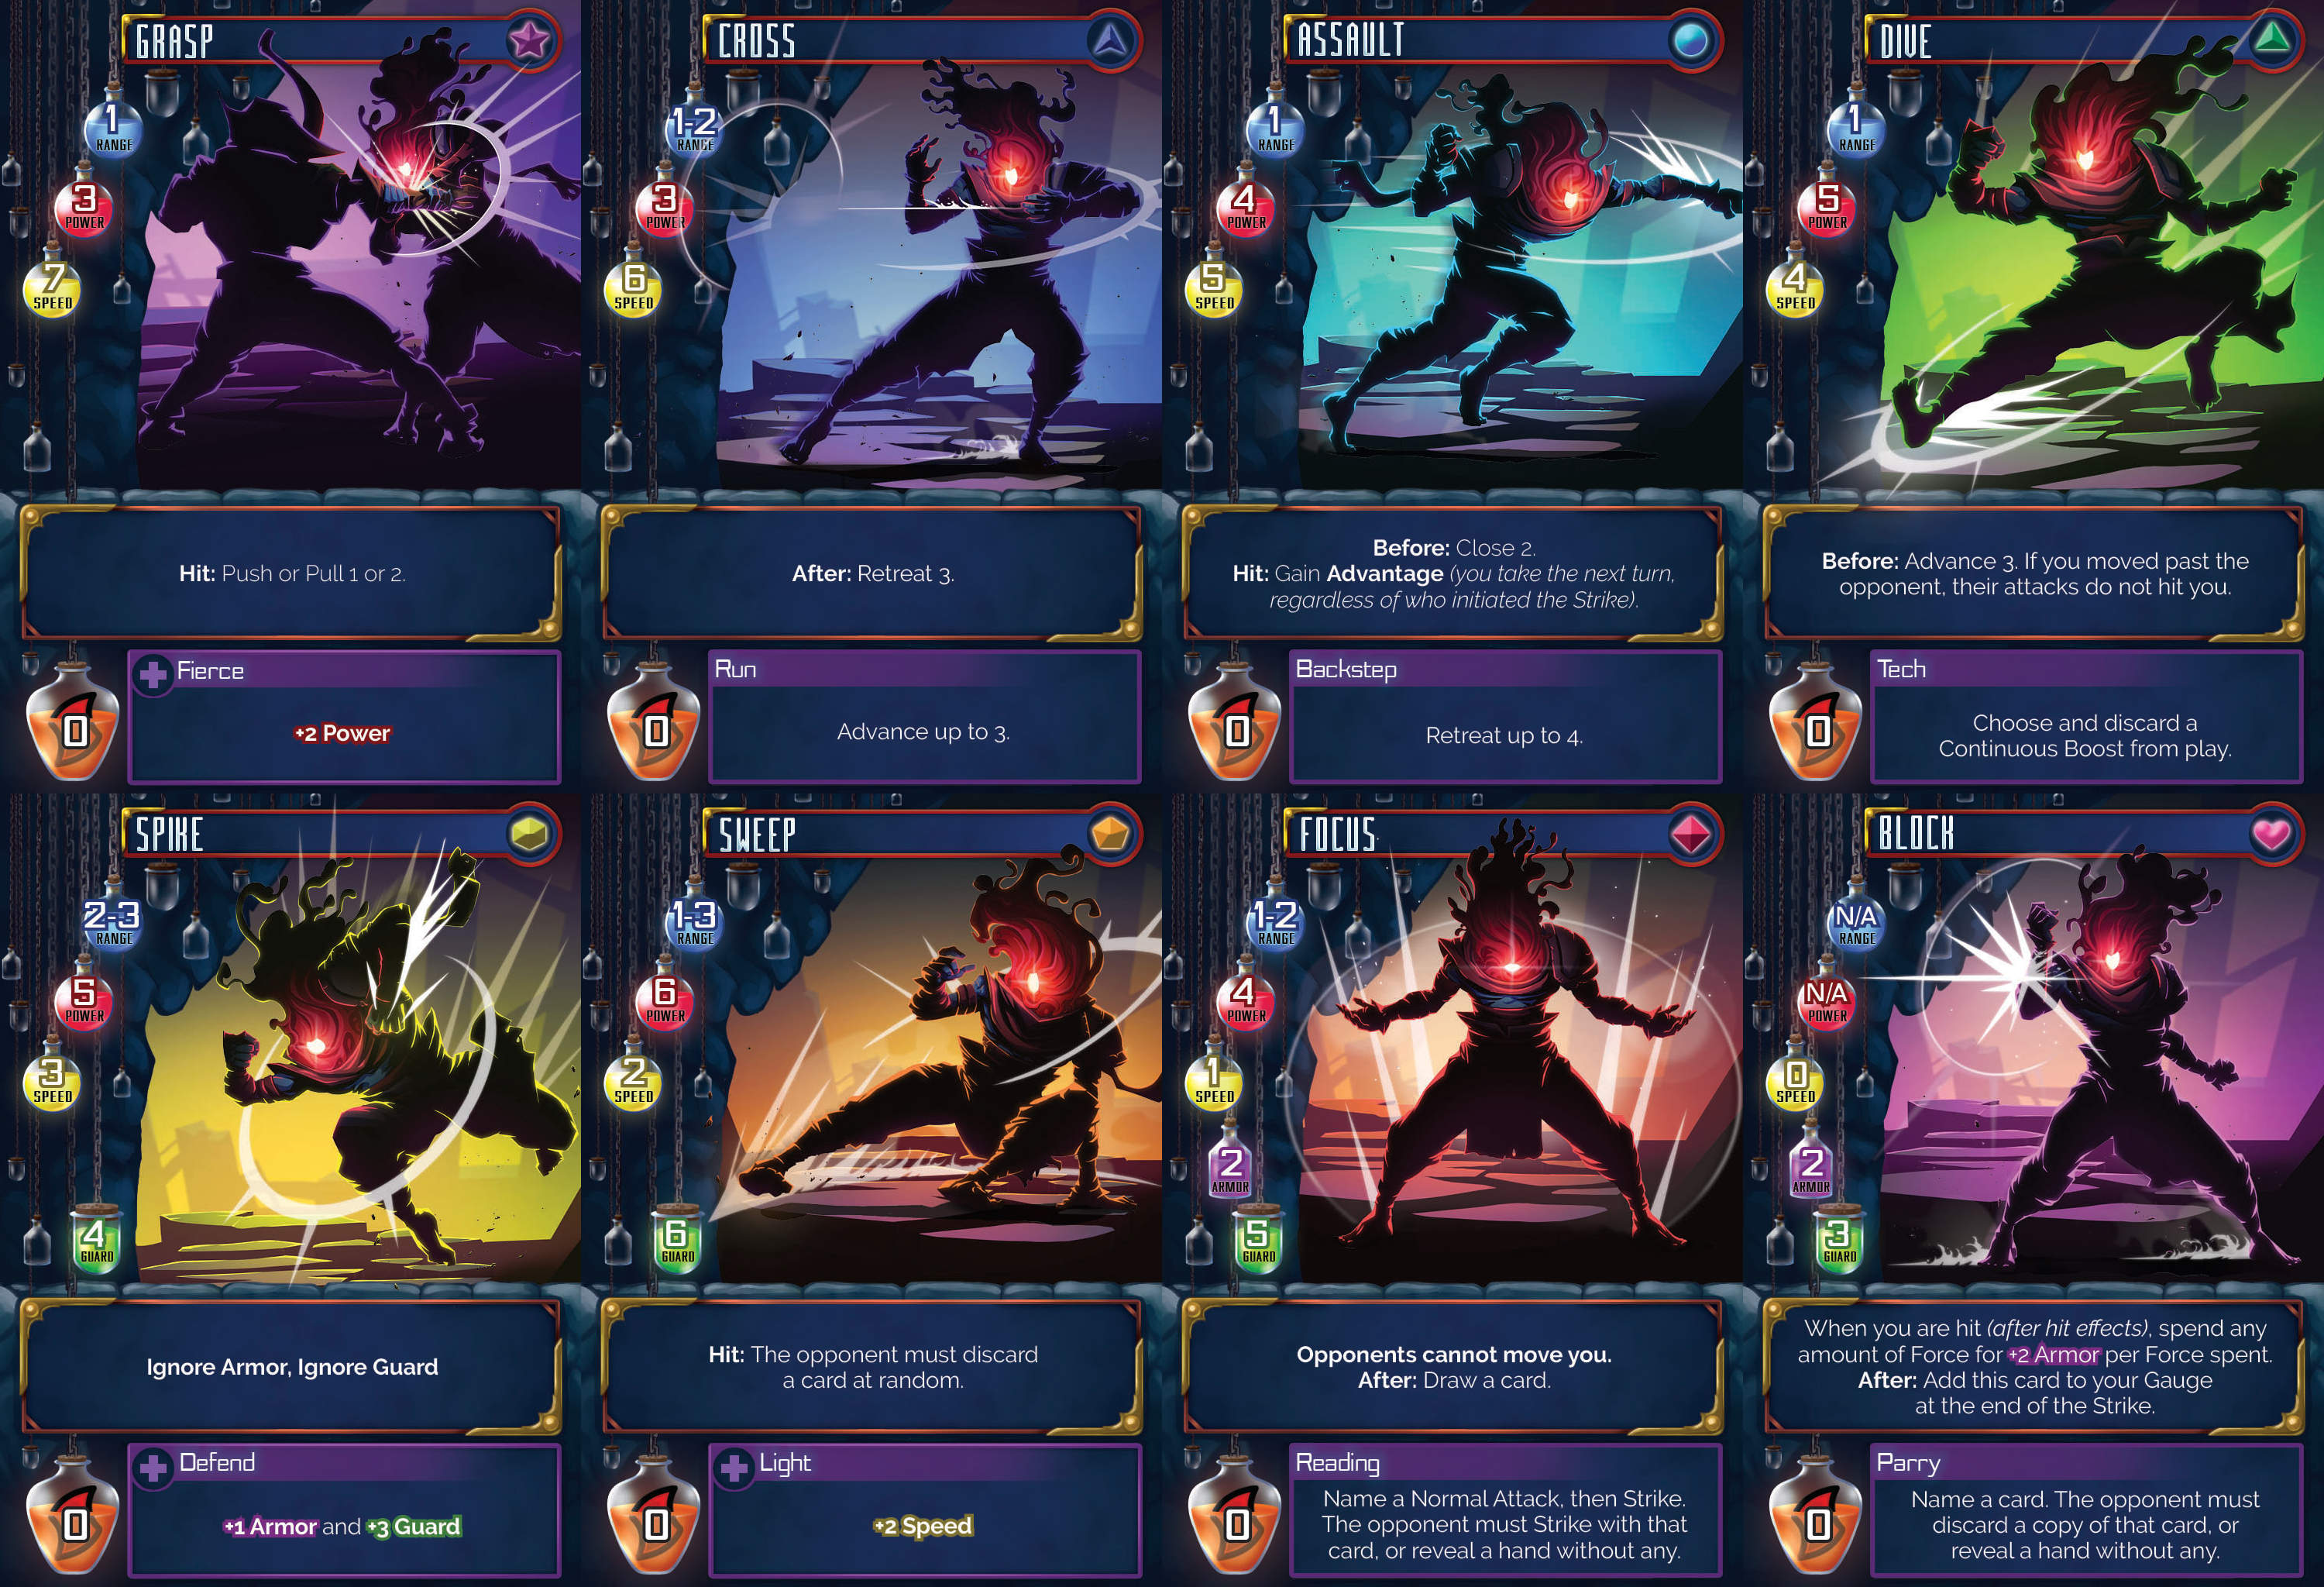 GRASP
1
RANGE
3
POWER
7
SPEED
Hit: Push or Pull 1 or 2.
Fierce
0
+2 Power
CROSS
1-2
RANGE
3
POWER
6
SPEED
After: Retreat 3.
Run
0
Advance up to 3.
ASSAULT
1
RANGE
4
POWER
5
SPEED
Before: Close 2.
Hit: Gain Advantage (you take the next turn,
regardless of who initiated the Strike).
Backstep
0
Retreat up to 4.
DIVE
1
RANGE
5
POWER
4
SPEED
Before: Advance 3. If you moved past the
opponent, their attacks do not hit you.
Tech
0
Choose and discard a
Continuous Boost from play.
SPIKE
2-3
RANGE
5
POWER
3
SPEED
4
GUARD
Ignore Armor, Ignore Guard
Defend
0
+1 Armor and +3 Guard
SWEEP
1-3
RANGE
6
POWER
2
SPEED
6
GUARD
Hit: The opponent must discard
a card at random.
Light
0
+2 Speed
FOCUS
1-2
RANGE
4
POWER
1
SPEED
2
ARMOR
5
GUARD
Opponents cannot move you.
After: Draw a card.
Reading
0
Name a Normal Attack, then Strike.
The opponent must Strike with that
card, or reveal a hand without any.
BLOCK
N/A
RANGE
N/A
POWER
0
SPEED
2
ARMOR
3
GUARD
When you are hit (after hit effects), spend any
amount of Force for +2 Armor per Force spent.
After: Add this card to your Gauge
at the end of the Strike.
Parry
0
Name a card. The opponent must
discard a copy of that card, or
reveal a hand without any.